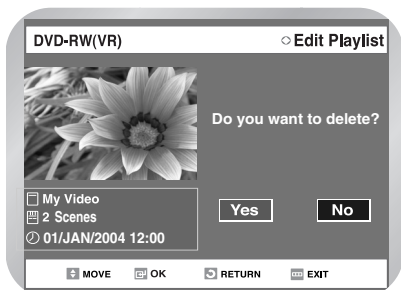 DVD-RW(VR) Edit Playlist
Do you want to delete?
My Video
2 Scenes
01/JAN/2004 12:00
Yes No
MOVE OK RETURN EXIT